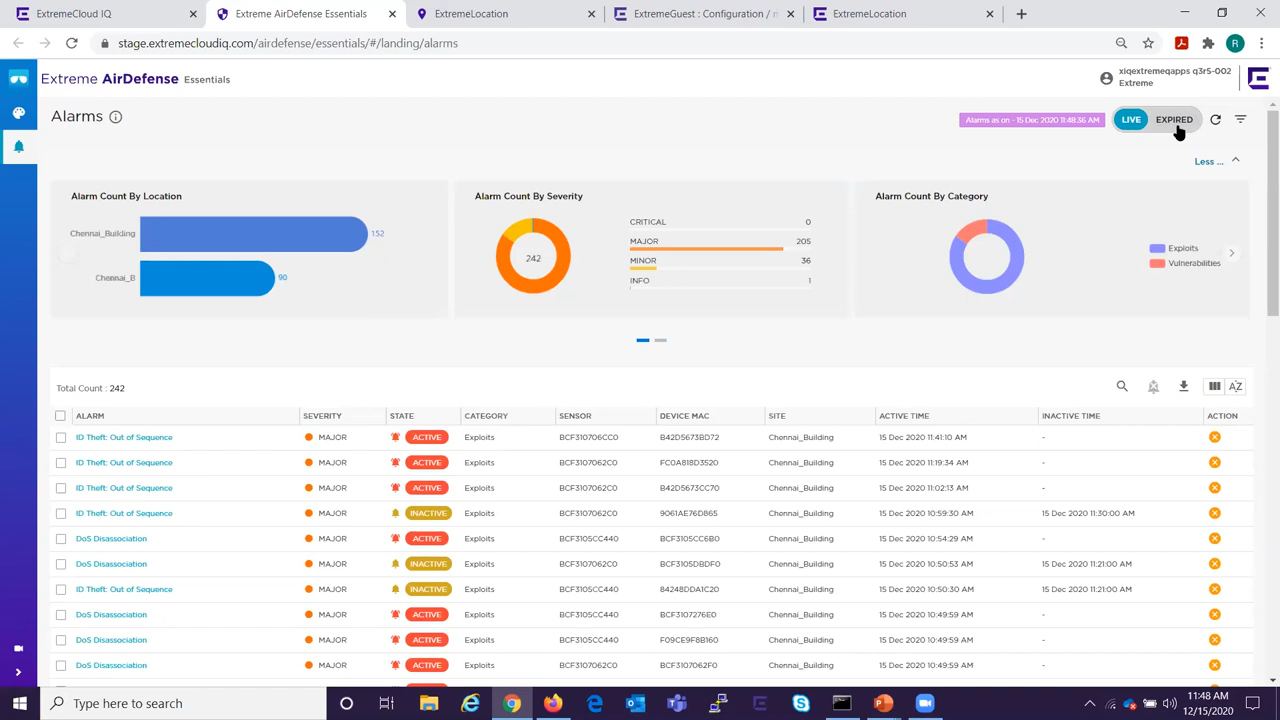 ExtremeCloud IQ
Extreme AirDefense Essentials
ExtremeLocation
ExtremeGuest : Configuration / n
ExtremeLocation
stage.extremecloudiq.com/airdefense/essentials/#/landing/alarms
R
Extreme AirDefense Essentials
xiqextremeqapps q3r5-002
Extreme
Alarms
Alarms as on - 15 Dec 2020 11:48:36 AM
LIVE EXPIRED
Less ...
Alarm Count By Location
Chennai_Building 152
Chennai_B 90
Alarm Count By Severity
242
CRITICAL 0
MAJOR 205
MINOR 36
INFO 1
Alarm Count By Category
Exploits
Vulnerabilities
Total Count : 242
AZ
ALARM SEVERITY STATE CATEGORY SENSOR DEVICE MAC SITE ACTIVE TIME INACTIVE TIME ACTION
ID Theft: Out of Sequence MAJOR ACTIVE Exploits BCF310706CC0 B42D5673BD72 Chennai_Building 15 Dec 2020 11:41:10 AM -
ID Theft: Out of Sequence MAJOR ACTIVE Exploits BCF3107062C0 FC0A818D3520 Chennai_Building 15 Dec 2020 11:19:34 AM -
ID Theft: Out of Sequence MAJOR ACTIVE Exploits BCF3107062C0 B42D5C730C70 Chennai_Building 15 Dec 2020 11:02:13 AM -
ID Theft: Out of Sequence MAJOR INACTIVE Exploits BCF3107062C0 9061AE76D865 Chennai_Building 15 Dec 2020 10:59:30 AM 15 Dec 2020 11:30:00 AM
DoS Disassociation MAJOR ACTIVE Exploits BCF3105CC440 BCF3105CC6B0 Chennai_Building 15 Dec 2020 10:54:29 AM -
DoS Disassociation MAJOR INACTIVE Exploits BCF3107062C0 BCF3105DBDF0 Chennai_Building 15 Dec 2020 10:50:53 AM 15 Dec 2020 11:21:00 AM
ID Theft: Out of Sequence MAJOR INACTIVE Exploits BCF3105CC440 84248DDA1C20 Chennai_Building 15 Dec 2020 10:50:30 AM 15 Dec 2020 11:21:00 AM
DoS Disassociation MAJOR ACTIVE Exploits BCF3105CC440 BCF3107276E0 Chennai_Building 15 Dec 2020 10:49:59 AM -
DoS Disassociation MAJOR ACTIVE Exploits BCF3105CC440 F09CE9F8B160 Chennai_Building 15 Dec 2020 10:49:59 AM -
DoS Disassociation MAJOR ACTIVE Exploits BCF3105CC440 BCF3107062F0 Chennai_Building 15 Dec 2020 10:49:59 AM -
Type here to search
11:48 AM
12/15/2020